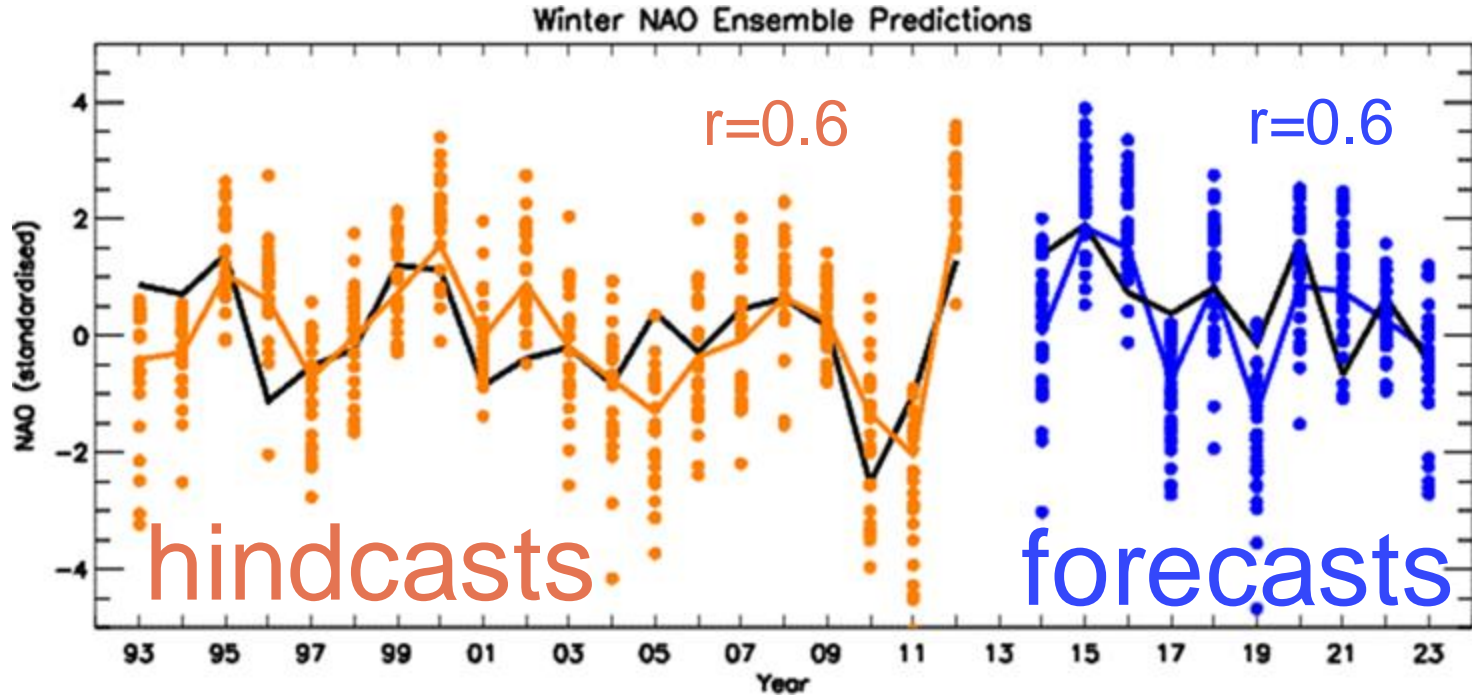 Winter NAO Ensemble Predictions
r=0.6
r=0.6
NAO (standardised)
4
2
0
-2
-4
hindcasts
forecasts
93 95 97 99 01 03 05 07 09 11 13 15 17 19 21 23
Year